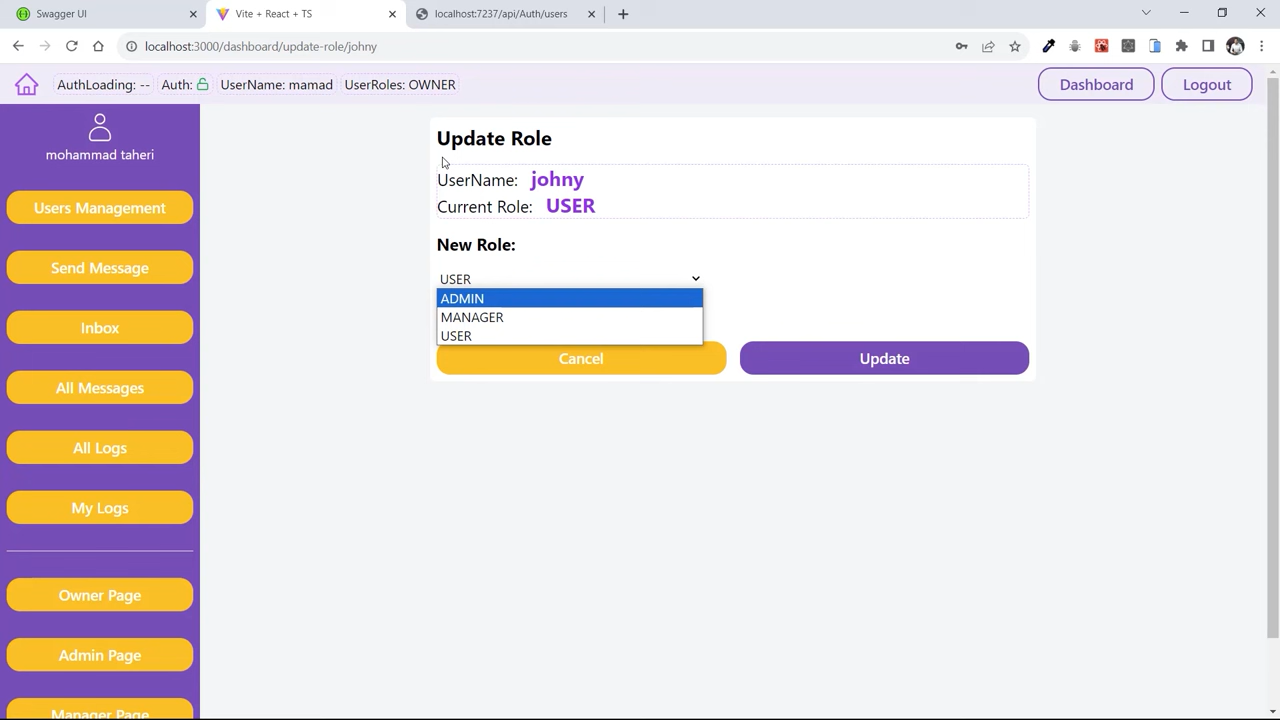 Swagger UI
Vite + React + TS
localhost:7237/api/Auth/users
localhost:3000/dashboard/update-role/johny
AuthLoading: --
Auth:
UserName: mamad
UserRoles: OWNER
Dashboard
Logout
mohammad taheri
Users Management
Send Message
Inbox
All Messages
All Logs
My Logs
Owner Page
Admin Page
Manager Page
Update Role
UserName: johny
Current Role: USER
New Role:
USER
ADMIN
MANAGER
USER
Cancel
Update